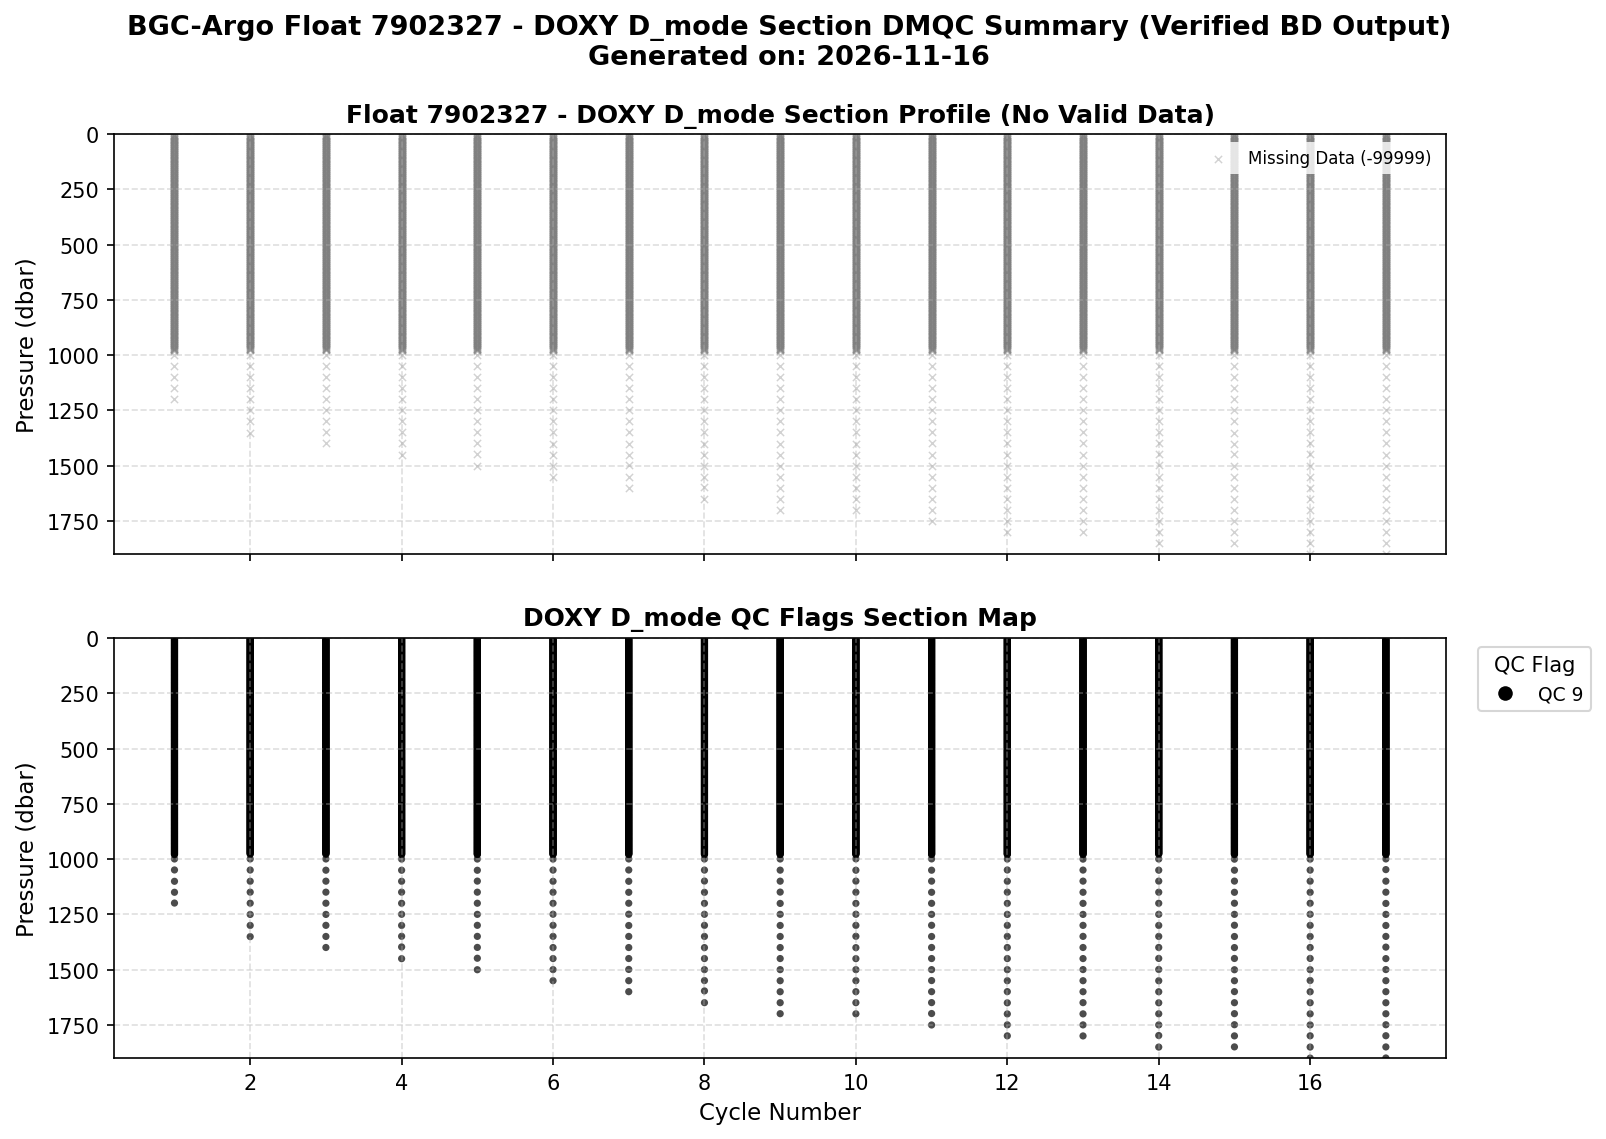 BGC-Argo Float 7902327 - DOXY D_mode Section DMQC Summary (Verified BD Output)
Generated on: 2026-11-16
Float 7902327 - DOXY D_mode Section Profile (No Valid Data)
Missing Data (-99999)
Pressure (dbar)
0
250
500
750
1000
1250
1500
1750
DOXY D_mode QC Flags Section Map
Pressure (dbar)
0
250
500
750
1000
1250
1500
1750
QC Flag
QC 9
2 4 6 8 10 12 14 16
Cycle Number